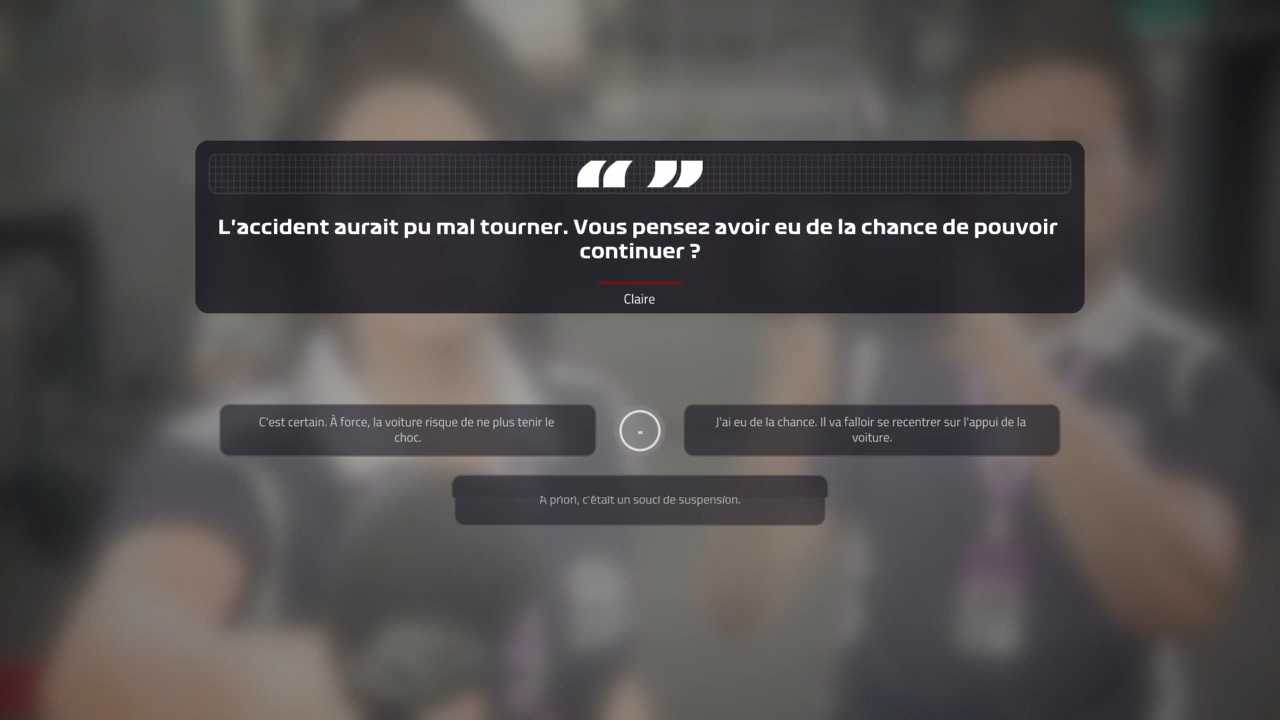 L'accident aurait pu mal tourner. Vous pensez avoir eu de la chance de pouvoir
continuer ?
Claire
C'est certain. À force, la voiture risque de ne plus tenir le
choc.
J'ai eu de la chance. Il va falloir se recentrer sur l'appui de la
voiture.
A priori, c'était un souci de suspension.